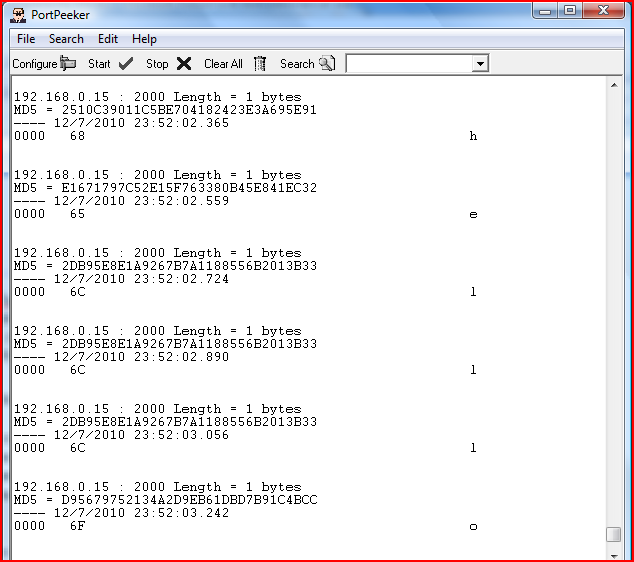 PortPeeker
File Search Edit Help
Configure Start Stop Clear All Search
192.168.0.15 : 2000 Length = 1 bytes
MD5 = 2510C39011C5BE704182423E3A695E91
---- 12/7/2010 23:52:02.365
0000 68 h
192.168.0.15 : 2000 Length = 1 bytes
MD5 = E1671797C52E15F763380B45E841EC32
---- 12/7/2010 23:52:02.559
0000 65 e
192.168.0.15 : 2000 Length = 1 bytes
MD5 = 2DB95E8E1A9267B7A1188556B2013B33
---- 12/7/2010 23:52:02.724
0000 6C l
192.168.0.15 : 2000 Length = 1 bytes
MD5 = 2DB95E8E1A9267B7A1188556B2013B33
---- 12/7/2010 23:52:02.890
0000 6C l
192.168.0.15 : 2000 Length = 1 bytes
MD5 = 2DB95E8E1A9267B7A1188556B2013B33
---- 12/7/2010 23:52:03.056
0000 6C l
192.168.0.15 : 2000 Length = 1 bytes
MD5 = D95679752134A2D9EB61DBD7B91C4BCC
---- 12/7/2010 23:52:03.242
0000 6F o